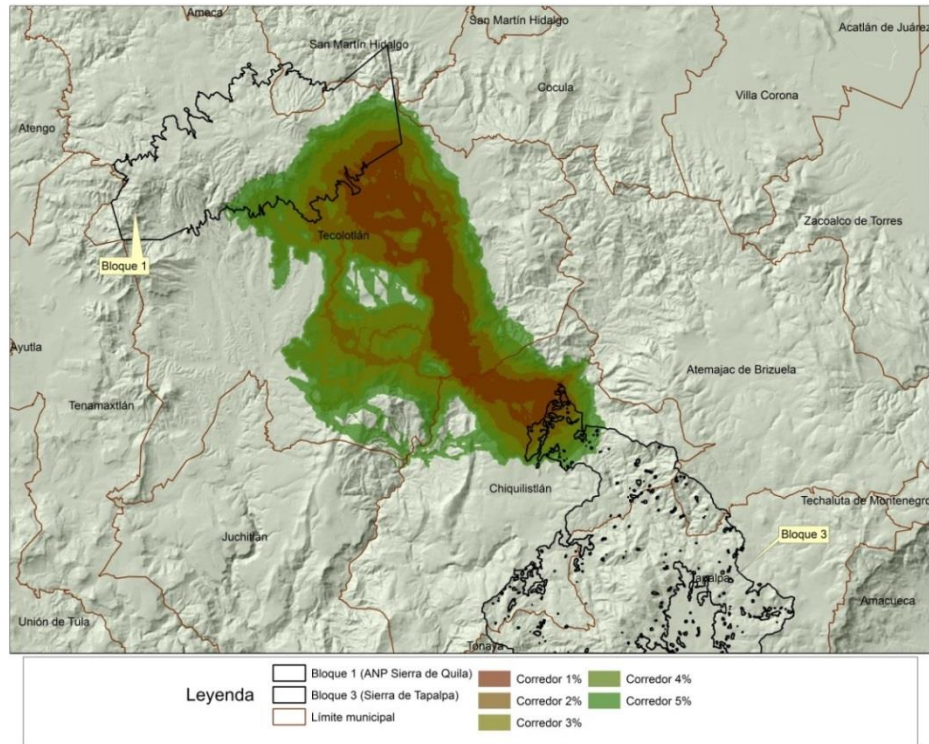 Ameca
San Martín Hidalgo
Acatlán de Juárez
San Martín Hidalgo
Cocula
Villa Corona
Atengo
Zacoalco de Torres
Tecolotlán
Bloque 1
Ayutla
Atemajac de Brizuela
Tenamaxtlán
Chiquilistlán
Techaluta de Montenegro
Juchitlán
Bloque 3
Tapalpa
Amacueca
Unión de Tula
Tonaya
Leyenda
Bloque 1 (ANP Sierra de Quila)
Bloque 3 (Sierra de Tapalpa)
Límite municipal
Corredor 1%
Corredor 2%
Corredor 3%
Corredor 4%
Corredor 5%